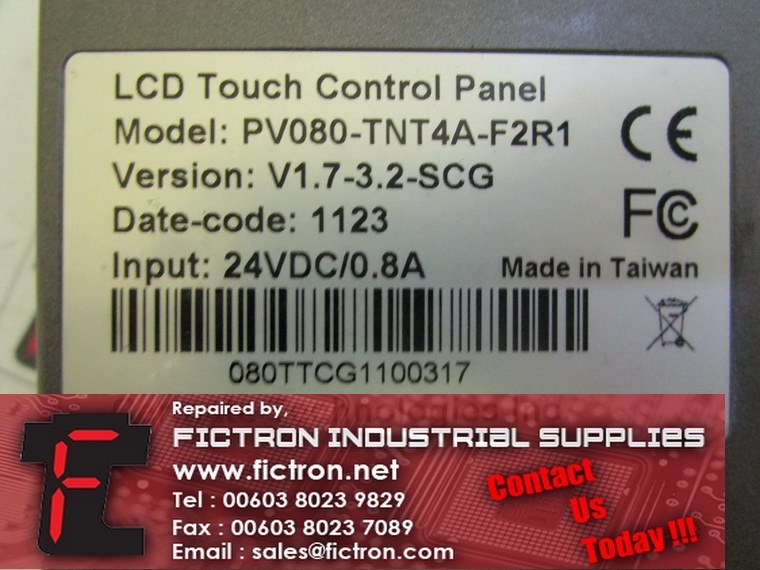 LCD Touch Control Panel
Model: PV080-TNT4A-F2R1
Version: V1.7-3.2-SCG
Date-code: 1123
Input: 24VDC/0.8A
CE
FC
Made in Taiwan
080TTCG1100317
Repaired by,
FICTRON INDUSTRIAL SUPPLIES
www.fictron.net
Tel : 00603 8023 9829
Fax : 00603 8023 7089
Email : sales@fictron.com
Contact
Us
Today !!!